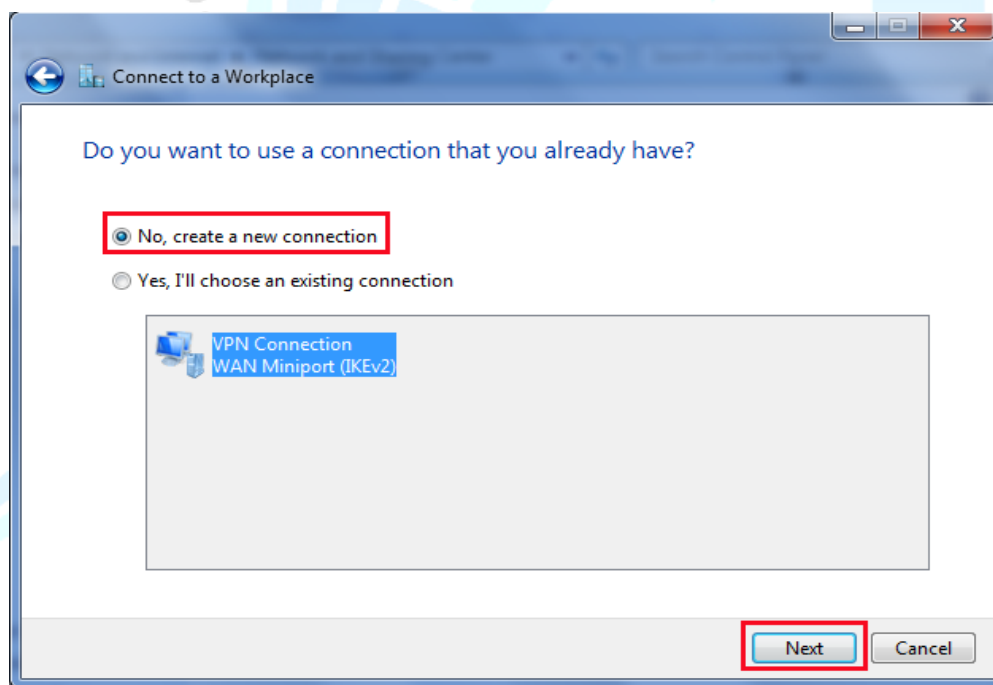 Connect to a Workplace
Do you want to use a connection that you already have?
No, create a new connection
Yes, I'll choose an existing connection
VPN Connection
WAN Miniport (IKEv2)
Next
Cancel